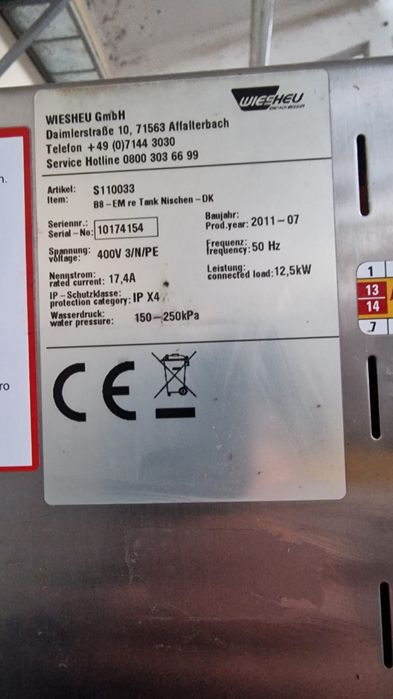 WIESHEU
WIESHEU GmbH
Daimlerstraße 10, 71563 Affalterbach
Telefon +49 (0)7144 3030
Service Hotline 0800 303 66 99
Artikel: S110033
Item: B8-EM re Tank Nischen-DK
Seriennr.: Baujahr:
Serial-No: 10174154 Prod.year: 2011-07
Spannung: Frequenz:
Voltage: 400V 3/N/PE frequency: 50 Hz
Nennstrom: Leistung:
rated current: 17,4A connected load: 12,5kW
IP-Schutzklasse:
protection category: IP X4
Wasserdruck:
water pressure: 150-250kPa
CE
1
13
14
7
n.
ro